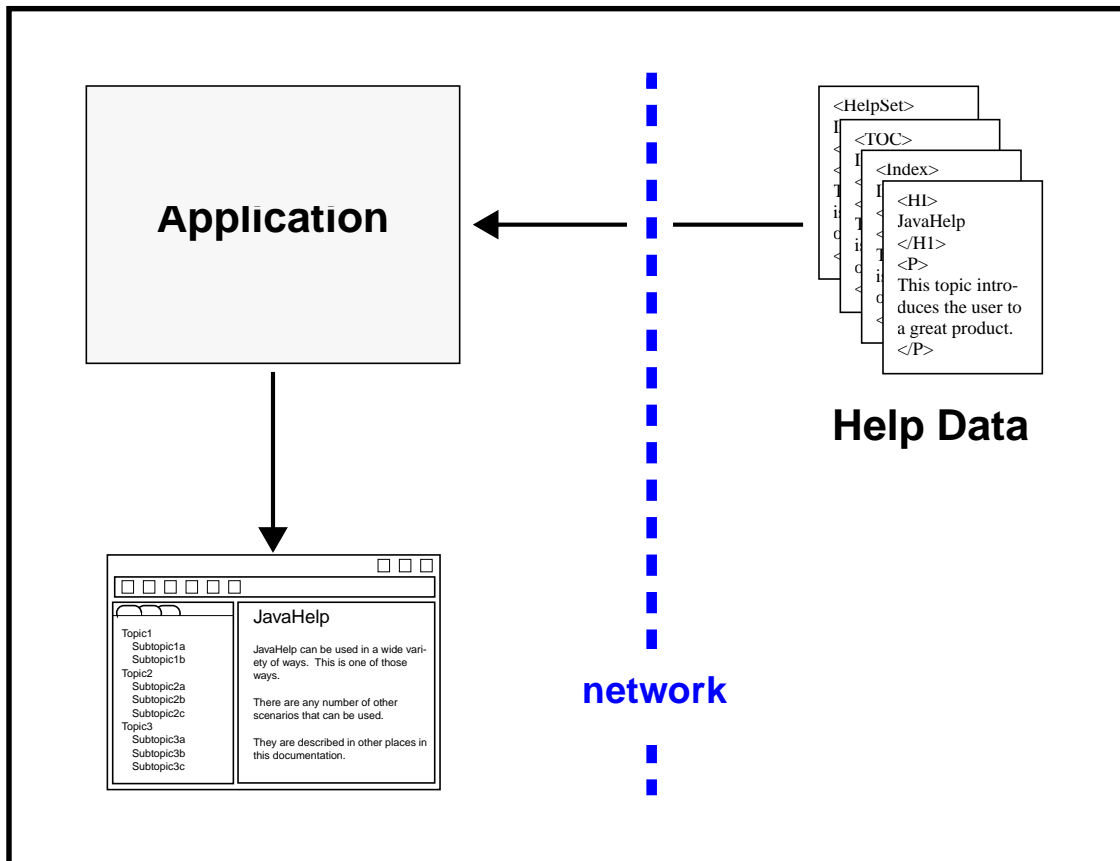 Application
<HelpSet>
<
<
T
is
o
<
<TOC>
<
<
T
is
o
<
<Index>
<
<
T
is
o
<
<HI>
JavaHelp
</H1>
<P>
This topic intro-
duces the user to
a great product.
</P>
Help Data
network
JavaHelp
JavaHelp can be used in a wide vari-
ety of ways.  This is one of those
ways.
There are any number of other
scenarios that can be used.
They are described in other places in
this documentation.
Topic1
Subtopic1a
Subtopic1b
Topic2
Subtopic2a
Subtopic2b
Subtopic2c
Topic3
Subtopic3a
Subtopic3b
Subtopic3c